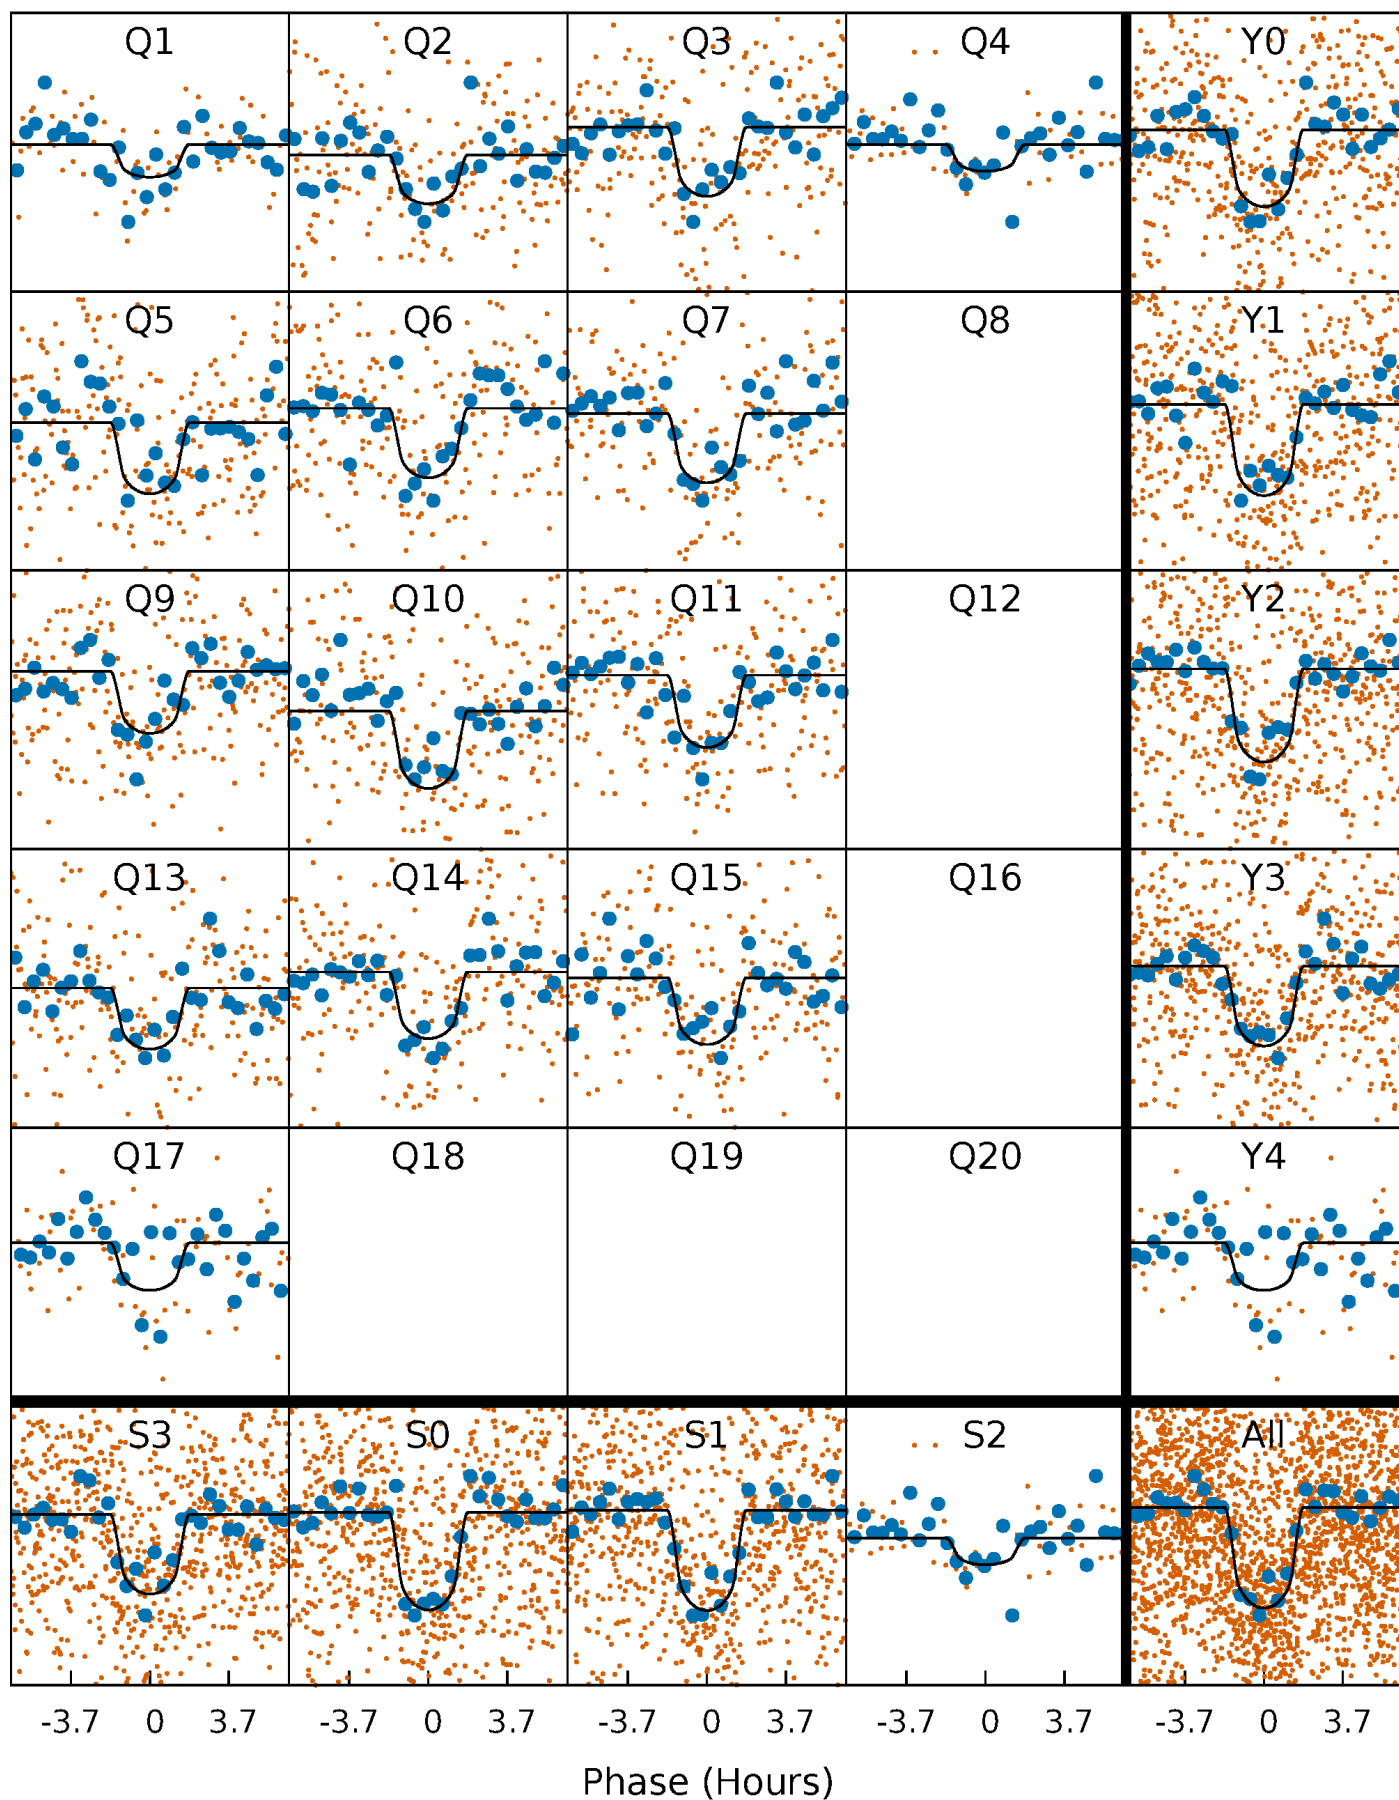 Q1 Q2 Q3 Q4 Y0
Q5 Q6 Q7 Q8 Y1
Q9 Q10 Q11 Q12 Y2
Q13 Q14 Q15 Q16 Y3
Q17 Q18 Q19 Q20 Y4
S3 S0 S1 S2 All
-3.7 0 3.7 -3.7 0 3.7 -3.7 0 3.7 -3.7 0 3.7 -3.7 0 3.7
Phase (Hours)